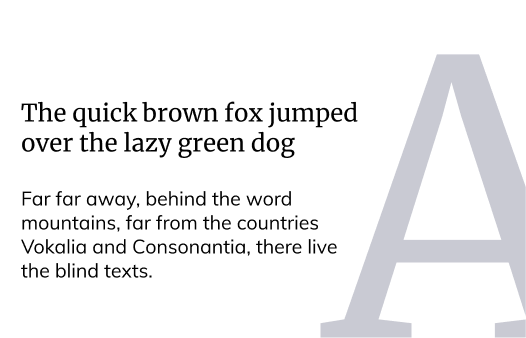 The quick brown fox jumped
over the lazy green dog
Far far away, behind the word
mountains, far from the countries
Vokalia and Consonantia, there live
the blind texts.
A